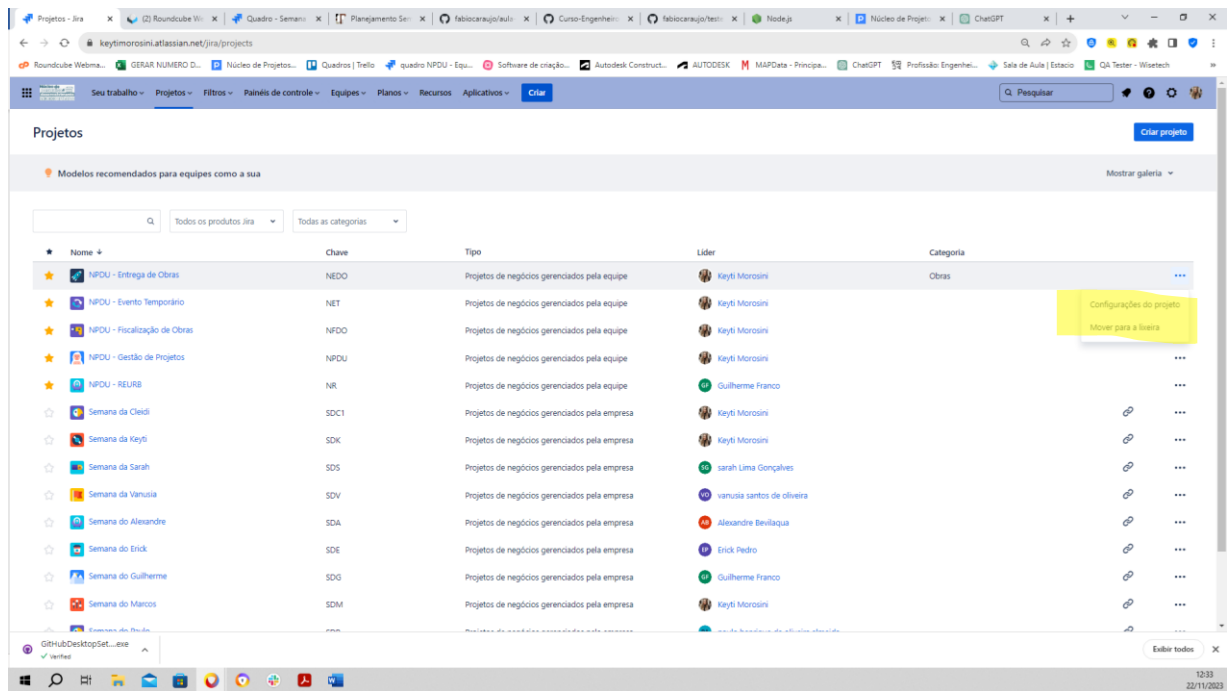 Projetos - Jira
(2) Roundcube We
Quadro - Semana
Planejamento Sem
fabiocaraujo/aula
Curso-Engenheiro
fabiocaraujo/teste
Node.js
Núcleo de Projeto
ChatGPT
keytimorosini.atlassian.net/jira/projects
Roundcube Webma...
GERAR NUMERO D...
Núcleo de Projetos...
Quadros | Trello
quadro NPDU - Equ...
Software de criação...
Autodesk Construct...
AUTODESK
MAPData - Principa...
ChatGPT
Profissão: Engenhei...
Sala de Aula | Estacio
QA Tester - Wisetech
Seu trabalho Projetos Filtros Painéis de controle Equipes Planos Recursos Aplicativos Criar Pesquisar
Projetos Criar projeto
Modelos recomendados para equipes como a sua Mostrar galeria
Todos os produtos Jira Todas as categorias
Nome Chave Tipo Líder Categoria
NPDU - Entrega de Obras NEDO Projetos de negócios gerenciados pela equipe Keyti Morosini Obras
NPDU - Evento Temporário NET Projetos de negócios gerenciados pela equipe Keyti Morosini Configurações do projeto
NPDU - Fiscalização de Obras NFDO Projetos de negócios gerenciados pela equipe Keyti Morosini Mover para a lixeira
NPDU - Gestão de Projetos NPDU Projetos de negócios gerenciados pela equipe Keyti Morosini
NPDU - REURB NR Projetos de negócios gerenciados pela equipe GF Guilherme Franco
Semana da Cleidi SDC1 Projetos de negócios gerenciados pela empresa Keyti Morosini
Semana da Keyti SDK Projetos de negócios gerenciados pela empresa Keyti Morosini
Semana da Sarah SDS Projetos de negócios gerenciados pela empresa SG sarah Lima Gonçalves
Semana da Vanusia SDV Projetos de negócios gerenciados pela empresa VO vanusia santos de oliveira
Semana do Alexandre SDA Projetos de negócios gerenciados pela empresa AB Alexandre Bevilaqua
Semana do Erick SDE Projetos de negócios gerenciados pela empresa EP Erick Pedro
Semana do Guilherme SDG Projetos de negócios gerenciados pela empresa GF Guilherme Franco
Semana do Marcos SDM Projetos de negócios gerenciados pela empresa Keyti Morosini
GitHubDesktopSet....exe
Verified
Exibir todos
12:33
22/11/2023